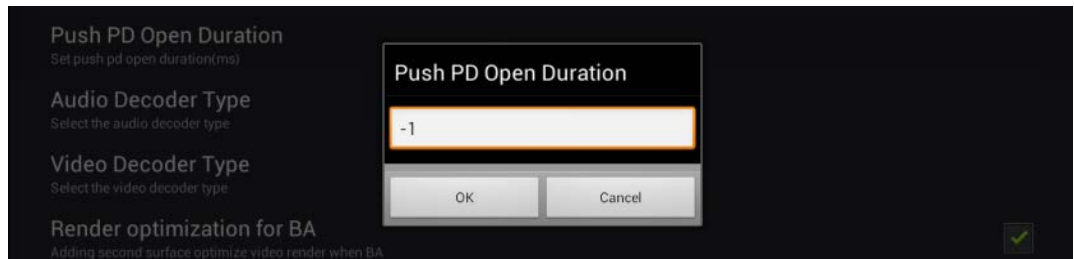 Push PD Open Duration
Set push pd open duration(ms)
Audio Decoder Type
Select the audio decoder type
Video Decoder Type
Select the video decoder type
Render optimization for BA
Adding second surface optimize video render when BA
Push PD Open Duration
-1
OK
Cancel